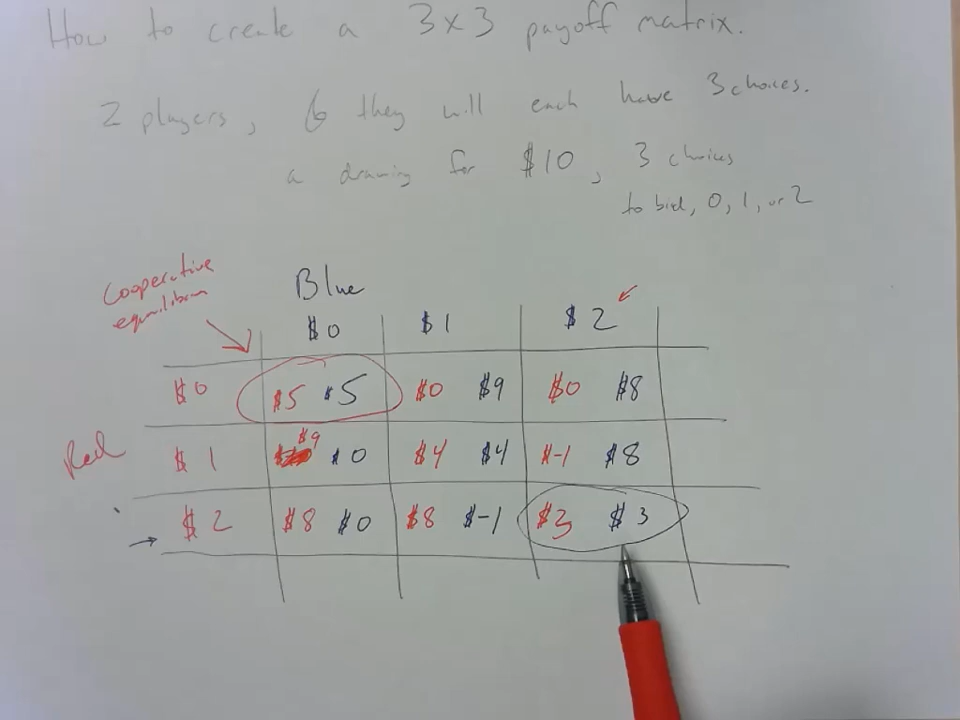 How to create a 3x3 payoff matrix.
2 players, & they will each have 3 choices.
a drawing for $10, 3 choices
to bid, 0, 1, or 2
Cooperative
equilibrium
Blue
$0 $1 $2
$0 $5 $5 $0 $9 $0 $8
Red
$1 $9 $0 $4 $4 $-1 $8
$2 $8 $0 $8 $-1 $3 $3